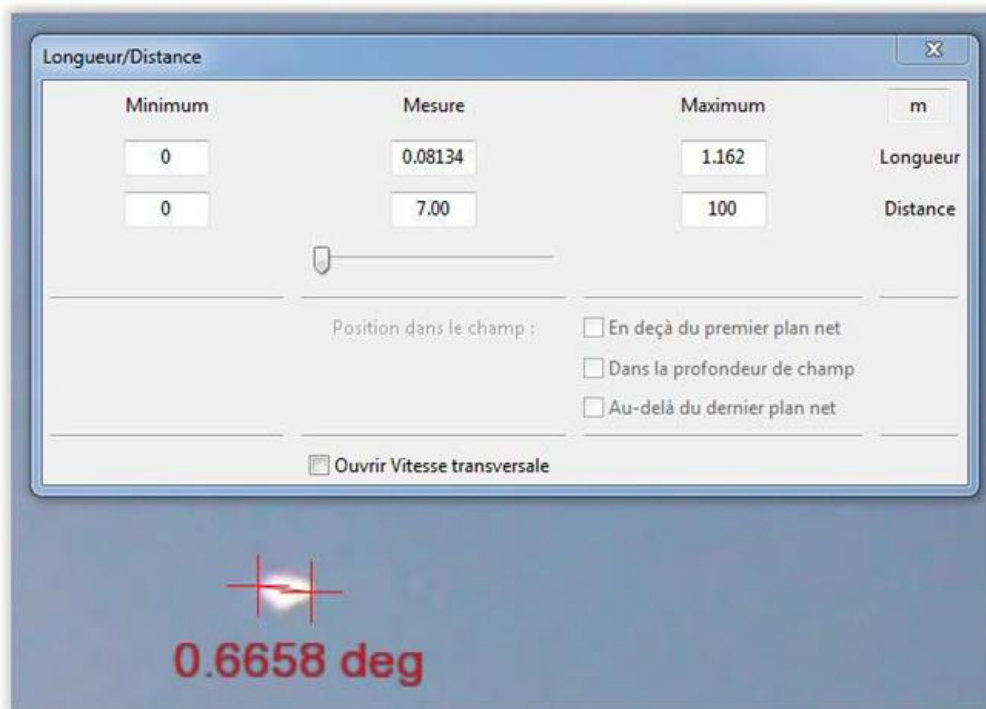 Longueur/Distance
Minimum Mesure Maximum m
0 0.08134 1.162 Longueur
0 7.00 100 Distance
Position dans le champ : En deçà du premier plan net
Dans la profondeur de champ
Au-delà du dernier plan net
Ouvrir Vitesse transversale
0.6658 deg